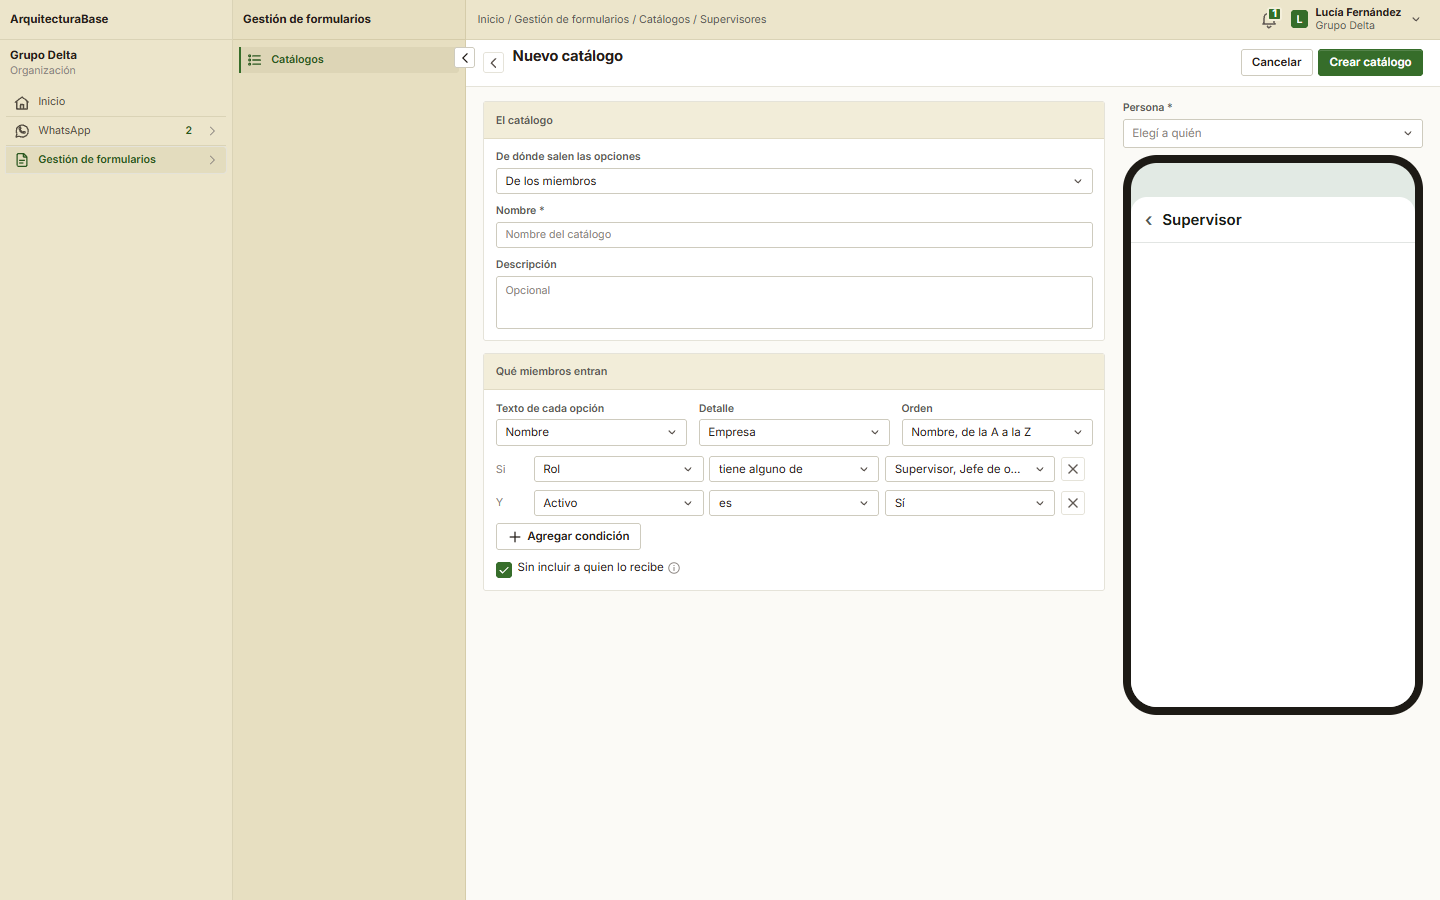 ArquitecturaBase
Gestión de formularios
Inicio / Gestión de formularios / Catálogos / Supervisores
1
L
Lucía Fernández
Grupo Delta
Grupo Delta
Organización
Inicio
WhatsApp 2
Gestión de formularios
Catálogos
Nuevo catálogo
Cancelar
Crear catálogo
El catálogo
De dónde salen las opciones
De los miembros
Nombre *
Nombre del catálogo
Descripción
Opcional
Qué miembros entran
Texto de cada opción Detalle Orden
Nombre Empresa Nombre, de la A a la Z
Si Rol tiene alguno de Supervisor, Jefe de o...
Y Activo es Sí
Agregar condición
Sin incluir a quien lo recibe
Persona *
Elegí a quién
Supervisor